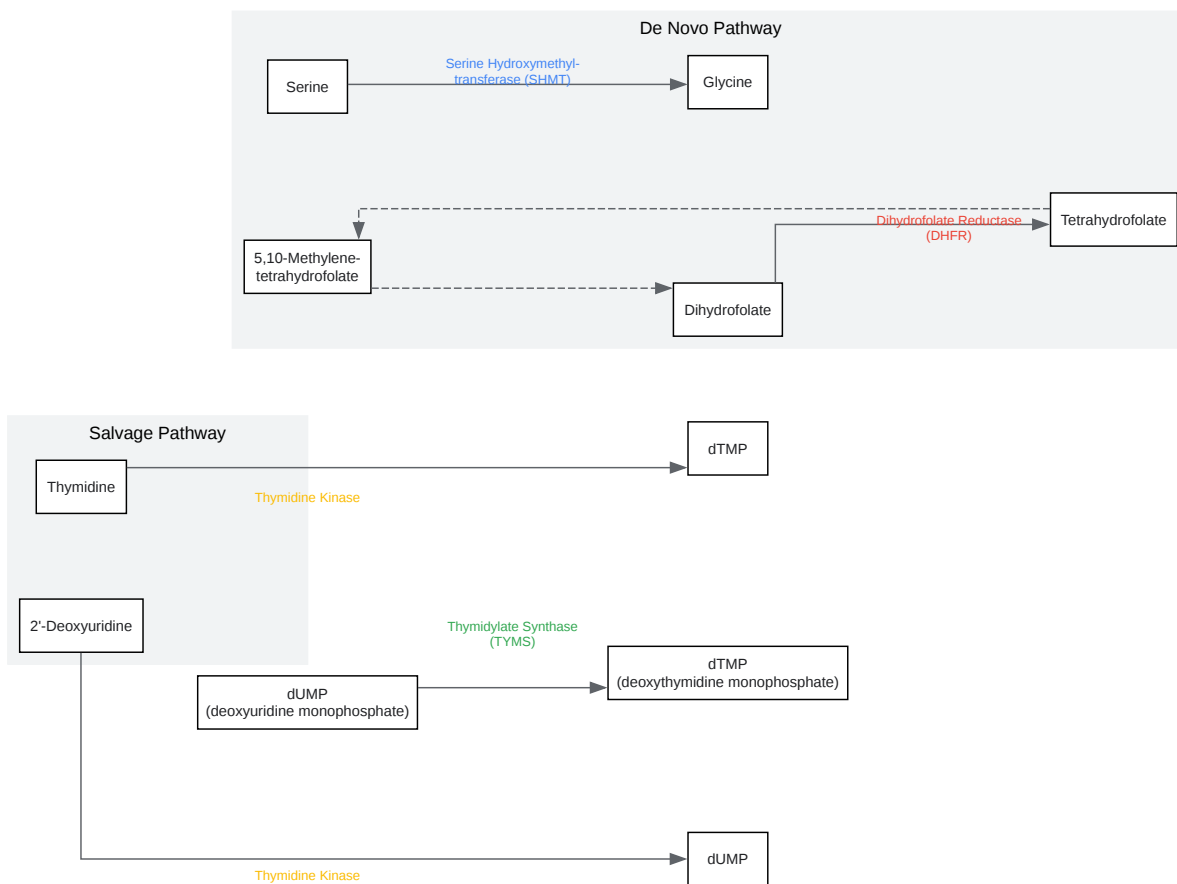 De Novo Pathway
Serine Hydroxymethyl-
transferase (SHMT)
Serine
Glycine
Dihydrofolate Reductase
(DHFR)
Tetrahydrofolate
5,10-Methylene-
tetrahydrofolate
Dihydrofolate
Salvage Pathway
Thymidine
dTMP
Thymidine Kinase
2'-Deoxyuridine
Thymidylate Synthase
(TYMS)
dUMP
(deoxyuridine monophosphate)
dTMP
(deoxythymidine monophosphate)
dUMP
Thymidine Kinase